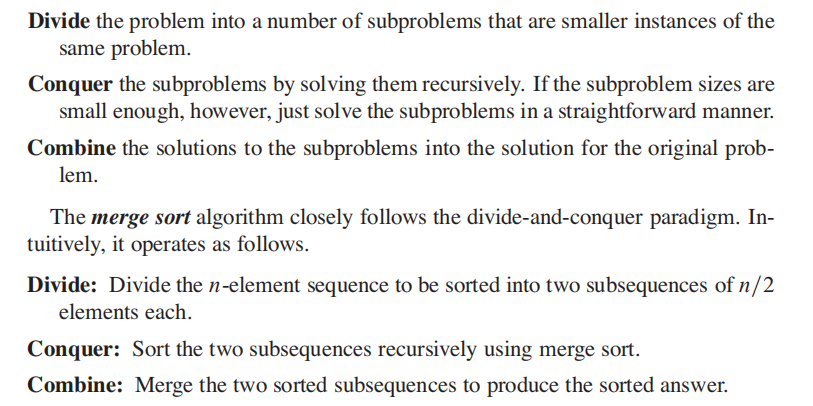 Divide the problem into a number of subproblems that are smaller instances of the
same problem.
Conquer the subproblems by solving them recursively. If the subproblem sizes are
small enough, however, just solve the subproblems in a straightforward manner.
Combine the solutions to the subproblems into the solution for the original prob-
lem.
The merge sort algorithm closely follows the divide-and-conquer paradigm. In-
tuitively, it operates as follows.
Divide: Divide the n-element sequence to be sorted into two subsequences of n/2
elements each.
Conquer: Sort the two subsequences recursively using merge sort.
Combine: Merge the two sorted subsequences to produce the sorted answer.